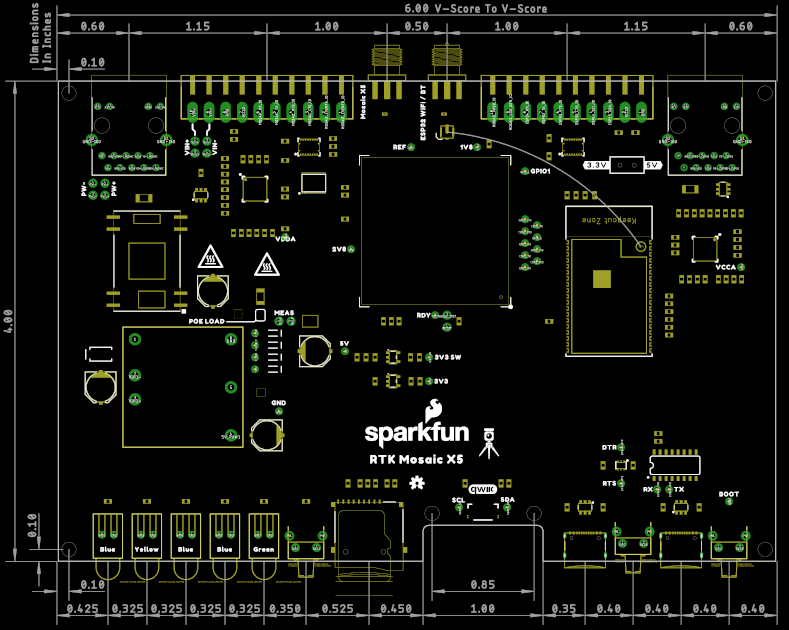 6.00 V-Score To V-Score
Dimensions
In Inches
0.60 1.15 1.00 0.50 1.00 1.15 0.60
0.10
Mosaic X5
ESP32 WiFi / BT
VIN+ VIN-
REF
1V8
3.3V 5V
GPIO1
PW- PW+
Keepout Zone
VDDA
2V8
VCCA
4.00
POE LOAD
MEAS
RDY
5V
3V3 SW
3V3
GND
sparkfun
RTK Mosaic X5
DTR
RTS
RX TX
BOOT
qwiic
SCL SDA
0.10
Blue Yellow Blue Blue Green
0.10
0.85
0.425 0.325 0.325 0.325 0.325 0.350 0.525 0.450 1.00 0.35 0.40 0.40 0.40 0.40